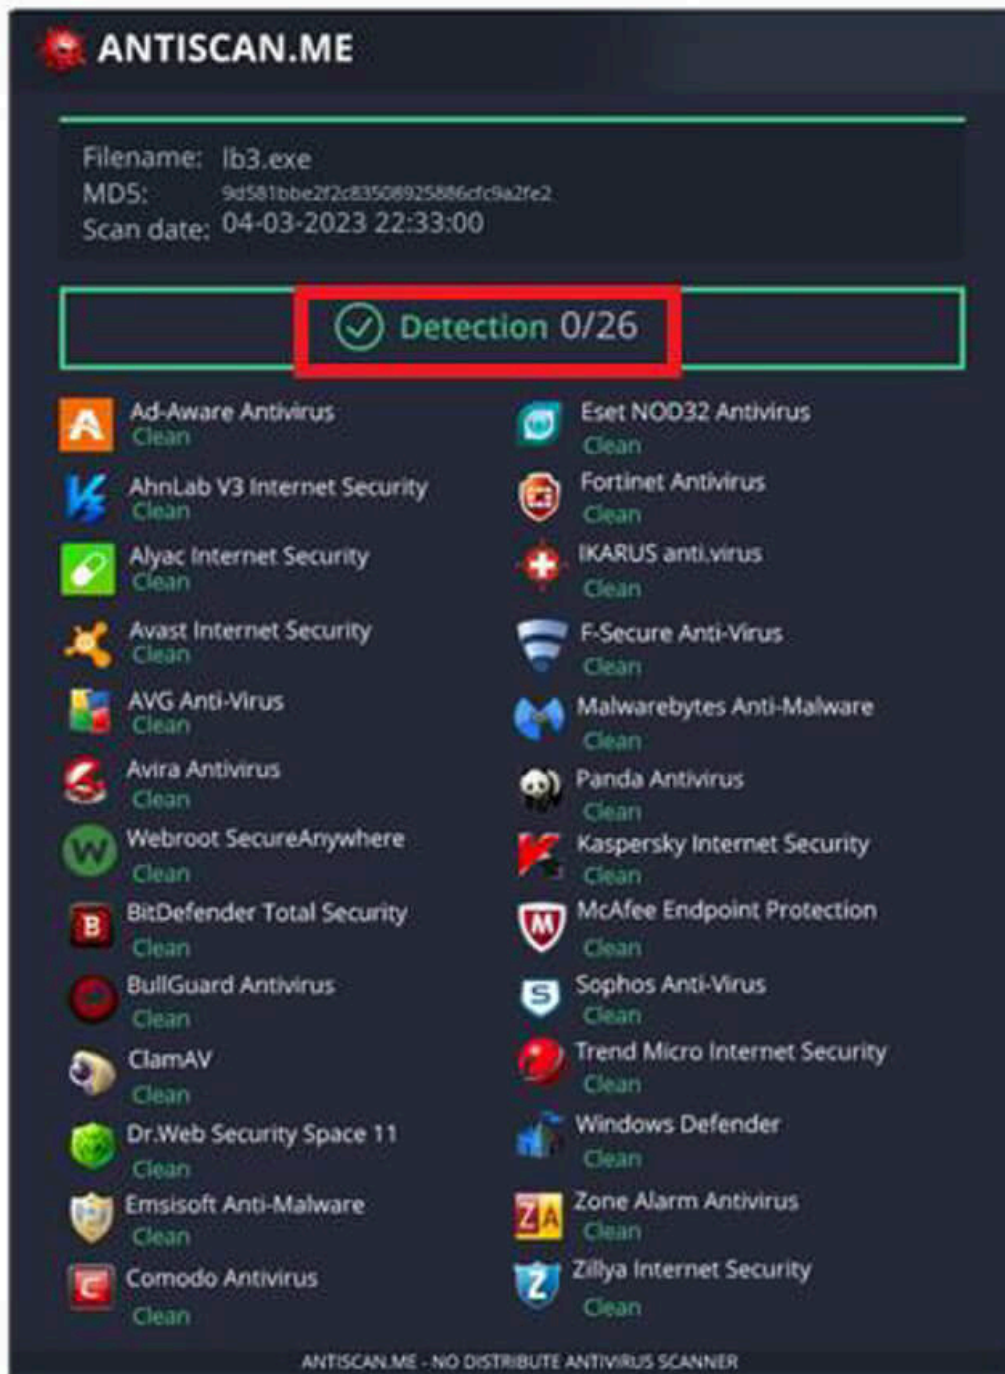 ANTISCAN.ME
Filename: lb3.exe
MD5: 9d581bbe2f2c83508925886cfc9a2fe2
Scan date: 04-03-2023 22:33:00
Detection 0/26
Ad-Aware Antivirus
Clean
AhnLab V3 Internet Security
Clean
Alyac Internet Security
Clean
Avast Internet Security
Clean
AVG Anti-Virus
Clean
Avira Antivirus
Clean
Webroot SecureAnywhere
Clean
BitDefender Total Security
Clean
BullGuard Antivirus
Clean
ClamAV
Clean
Dr.Web Security Space 11
Clean
Emsisoft Anti-Malware
Clean
Comodo Antivirus
Clean
Eset NOD32 Antivirus
Clean
Fortinet Antivirus
Clean
IKARUS anti.virus
Clean
F-Secure Anti-Virus
Clean
Malwarebytes Anti-Malware
Clean
Panda Antivirus
Clean
Kaspersky Internet Security
Clean
McAfee Endpoint Protection
Clean
Sophos Anti-Virus
Clean
Trend Micro Internet Security
Clean
Windows Defender
Clean
Zone Alarm Antivirus
Clean
Zillya Internet Security
Clean
ANTISCAN.ME - NO DISTRIBUTE ANTIVIRUS SCANNER